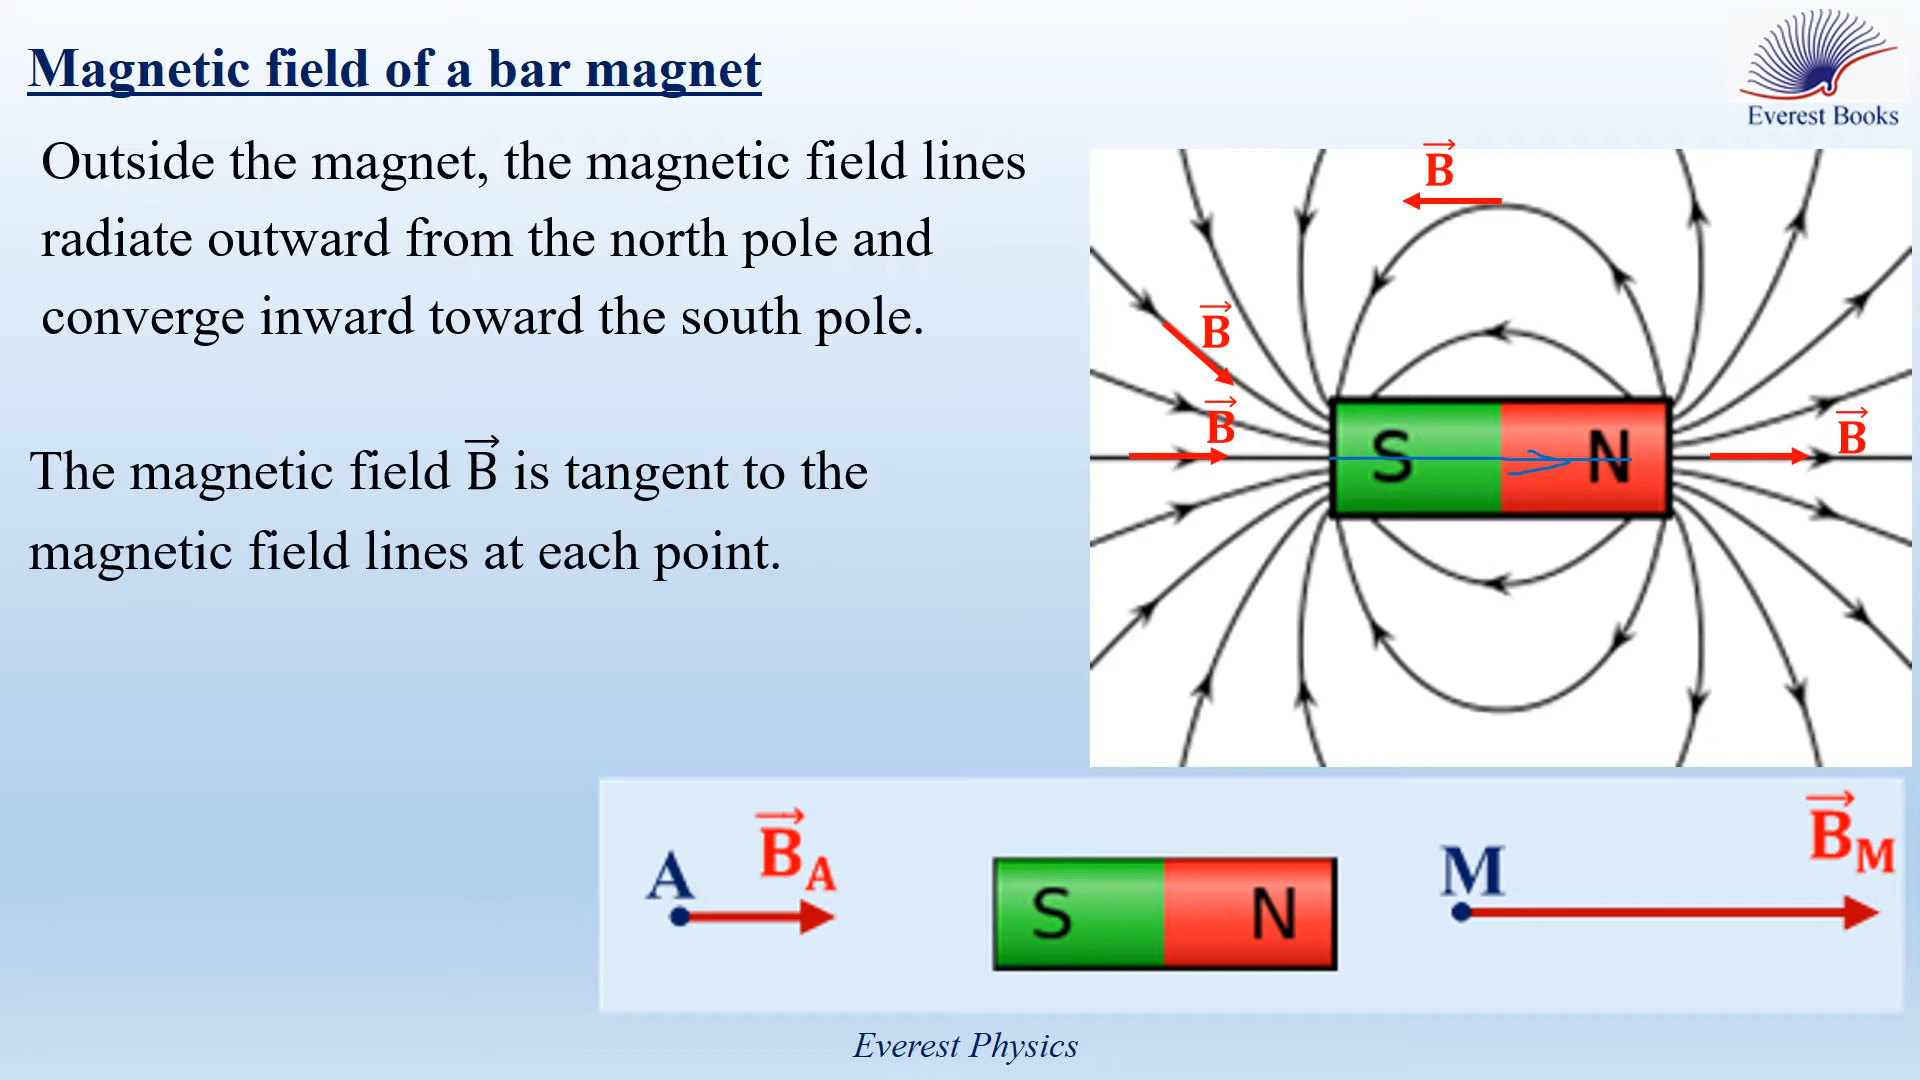 Magnetic field of a bar magnet
Everest Books
Outside the magnet, the magnetic field lines
radiate outward from the north pole and
converge inward toward the south pole.
The magnetic field B⃗ is tangent to the
magnetic field lines at each point.
B⃗
B⃗
B⃗
B⃗
S N
A B⃗_A
S N
M B⃗_M
Everest Physics